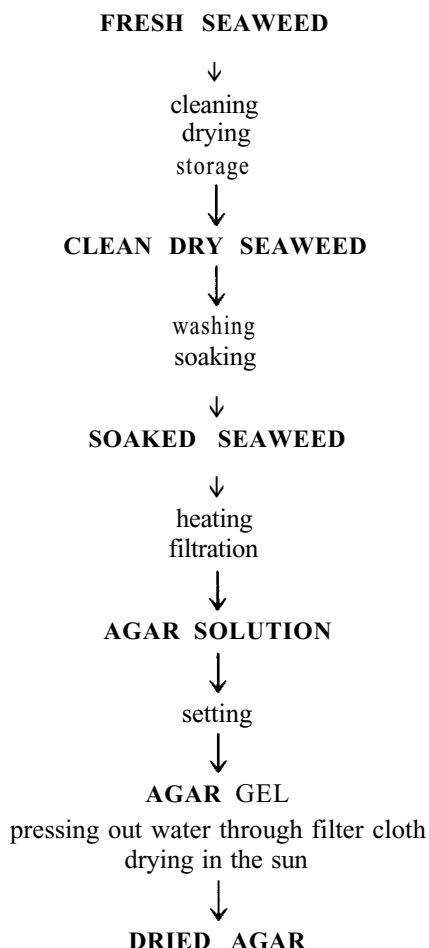 FRESH SEAWEED
cleaning
drying
storage
CLEAN DRY SEAWEED
washing
soaking
SOAKED SEAWEED
heating
filtration
AGAR SOLUTION
setting
AGAR GEL
pressing out water through filter cloth
drying in the sun
DRIED AGAR